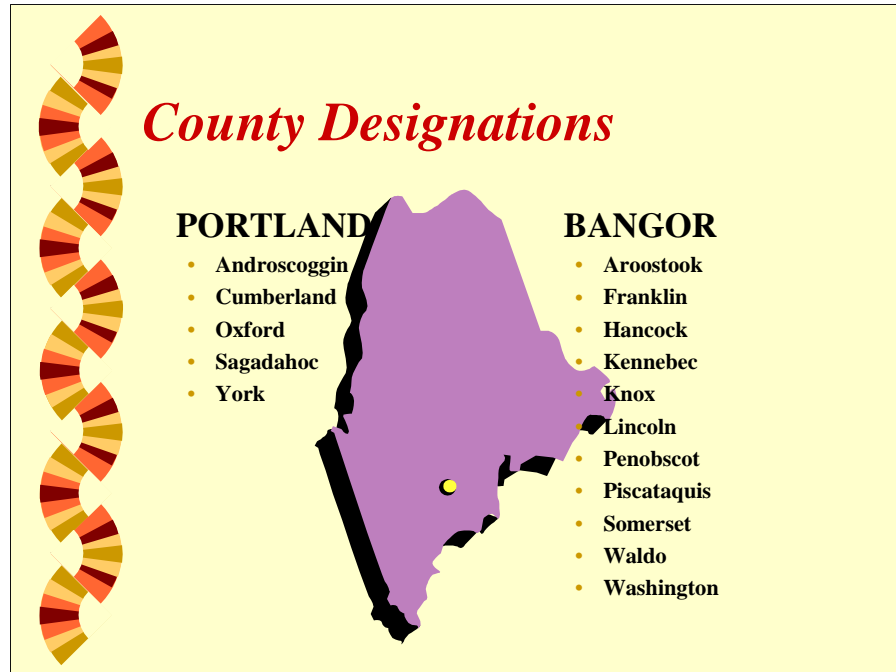 County Designations
PORTLAND
• Androscoggin
• Cumberland
• Oxford
• Sagadahoc
• York
BANGOR
• Aroostook
• Franklin
• Hancock
• Kennebec
• Knox
• Lincoln
• Penobscot
• Piscataquis
• Somerset
• Waldo
• Washington